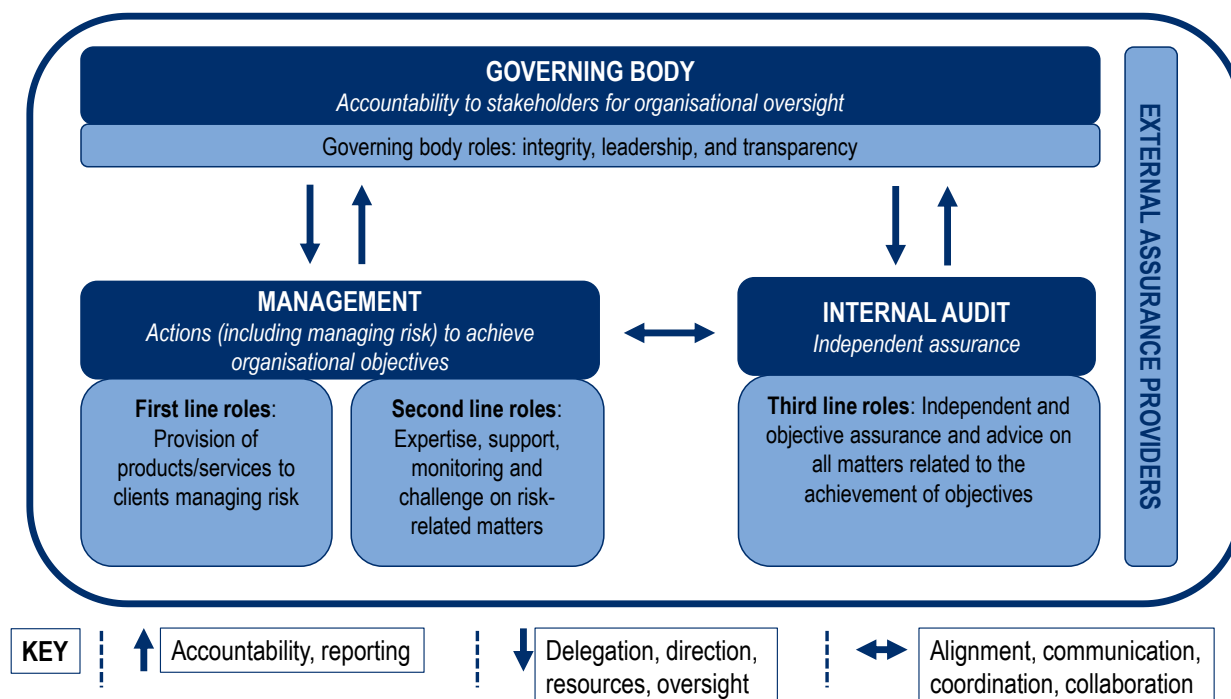 GOVERNING BODY
Accountability to stakeholders for organisational oversight
Governing body roles: integrity, leadership, and transparency
MANAGEMENT
Actions (including managing risk) to achieve
organisational objectives
First line roles:
Provision of
products/services to
clients managing risk
Second line roles:
Expertise, support,
monitoring and
challenge on risk-
related matters
INTERNAL AUDIT
Independent assurance
Third line roles: Independent and
objective assurance and advice on
all matters related to the
achievement of objectives
EXTERNAL ASSURANCE PROVIDERS
KEY
Accountability, reporting
Delegation, direction,
resources, oversight
Alignment, communication,
coordination, collaboration